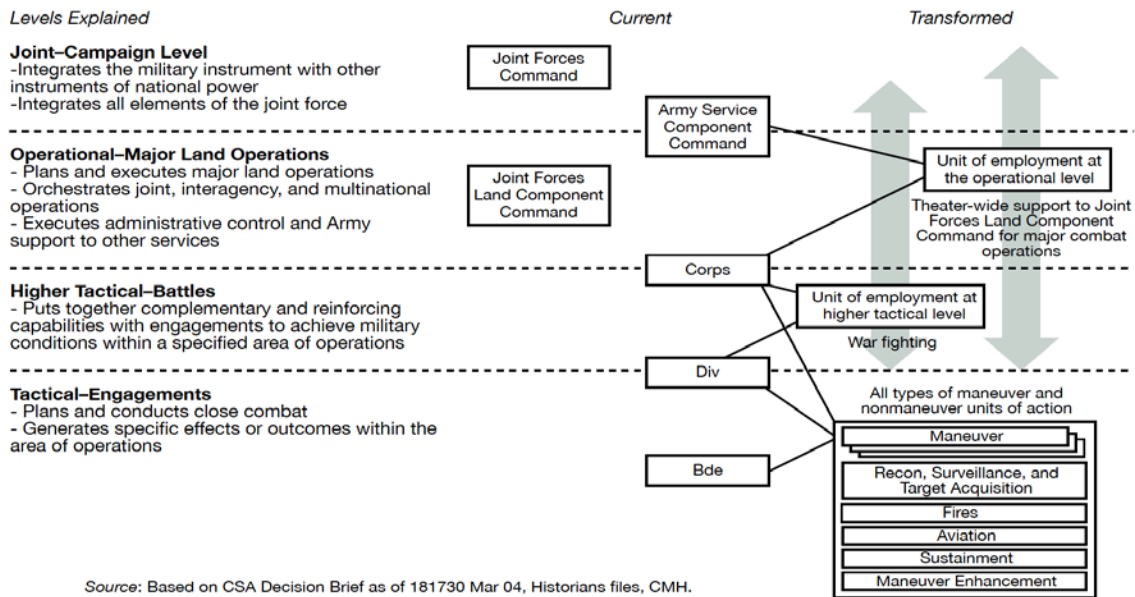 Levels Explained
Current
Transformed
Joint–Campaign Level
-Integrates the military instrument with other
instruments of national power
-Integrates all elements of the joint force
Joint Forces
Command
Army Service
Component
Command
Operational–Major Land Operations
- Plans and executes major land operations
- Orchestrates joint, interagency, and multinational
operations
- Executes administrative control and Army
support to other services
Joint Forces
Land Component
Command
Unit of employment at
the operational level
Theater-wide support to Joint
Forces Land Component
Command for major combat
operations
Corps
Higher Tactical–Battles
- Puts together complementary and reinforcing
capabilities with engagements to achieve military
conditions within a specified area of operations
Unit of employment at
higher tactical level
War fighting
Div
Tactical–Engagements
- Plans and conducts close combat
- Generates specific effects or outcomes within the
area of operations
Bde
All types of maneuver and
nonmaneuver units of action
Maneuver
Recon, Surveillance, and
Target Acquisition
Fires
Aviation
Sustainment
Maneuver Enhancement
Source: Based on CSA Decision Brief as of 181730 Mar 04, Historians files, CMH.